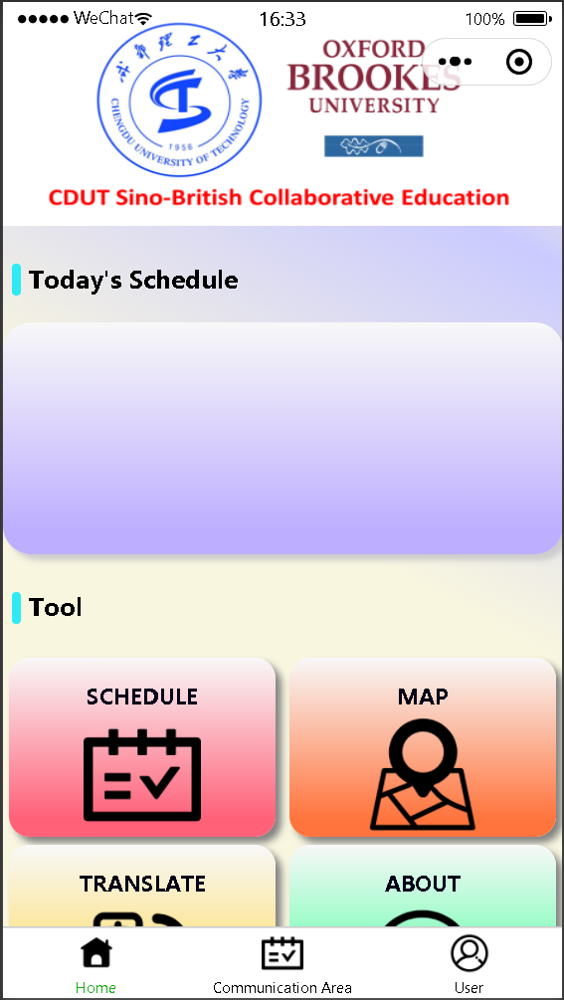 WeChat 16:33 100%
成都理工大学
CHENGDU UNIVERSITY OF TECHNOLOGY
1956
OXFORD
BROOKES
UNIVERSITY
CDUT Sino-British Collaborative Education
Today's Schedule
Tool
SCHEDULE MAP
TRANSLATE ABOUT
Home Communication Area User